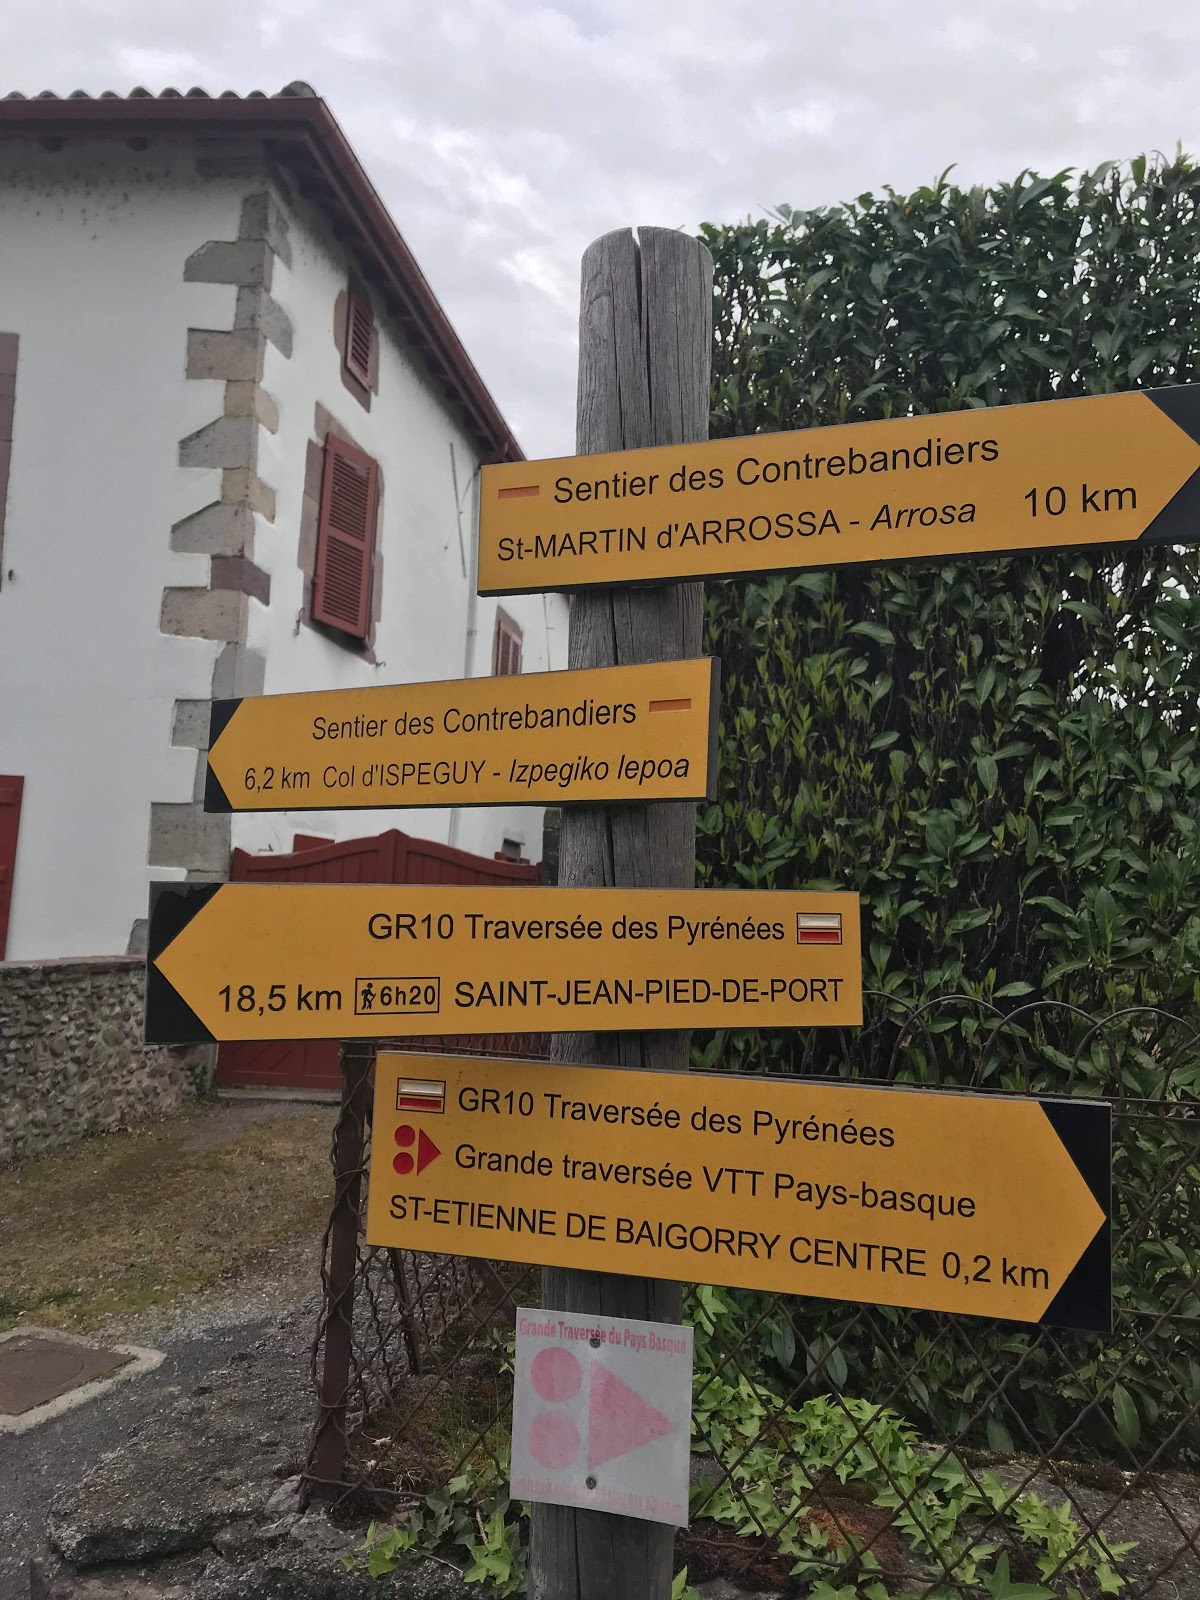 Sentier des Contrebandiers
St-MARTIN d'ARROSSA - Arrosa 10 km
Sentier des Contrebandiers
6,2 km Col d'ISPEGUY - Izpegiko lepoa
GR10 Traversée des Pyrénées
18,5 km 6h20 SAINT-JEAN-PIED-DE-PORT
GR10 Traversée des Pyrénées
Grande traversée VTT Pays-basque
ST-ETIENNE DE BAIGORRY CENTRE 0,2 km
Grande Traversée du Pays Basque